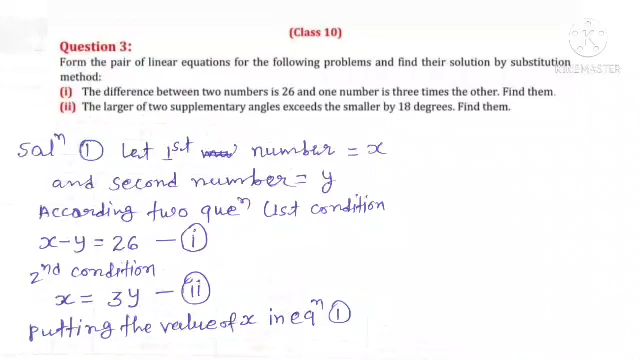 (Class 10)
Question 3:
Form the pair of linear equations for the following problems and find their solution by substitution
method:
(i) The difference between two numbers is 26 and one number is three times the other. Find them.
(ii) The larger of two supplementary angles exceeds the smaller by 18 degrees. Find them.
KINEMASTER
Salⁿ ① Let 1st number = x
and second number = y
According two queⁿ (1st condition
x-y = 26 — ⓘ
2nd condition
x = 3y — ⓘⓘ
putting the value of x in eqⁿ ①